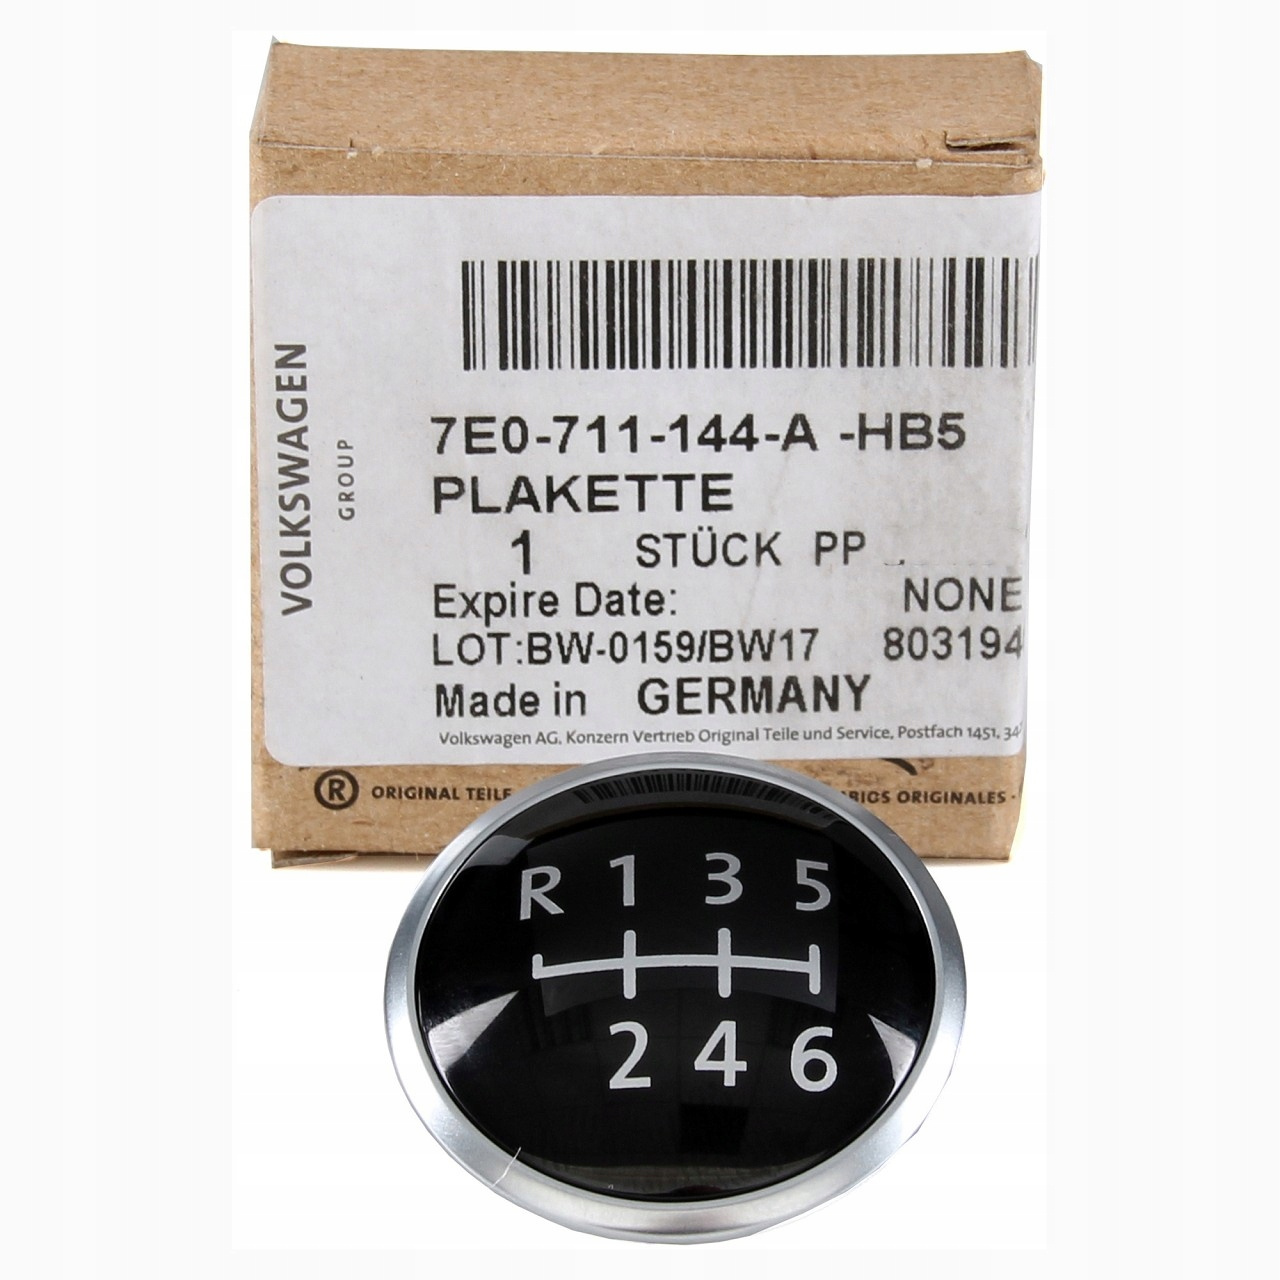 VOLKSWAGEN
GROUP
7E0-711-144-A -HB5
PLAKETTE
1 STÜCK PP
Expire Date: NONE
LOT:BW-0159/BW17 803194
Made in GERMANY
Volkswagen AG, Konzern Vertrieb Original Teile und Service, Postfach 1451, 34
® ORIGINAL TEILE ORIGINALES ·
R 1 3 5
2 4 6